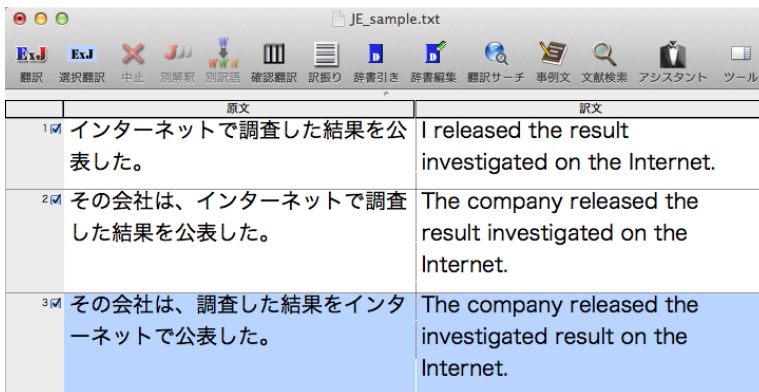 JE_sample.txt
ExJ ExJ J W WWW D D
翻訳 選択翻訳 中止 別解釈 別訳語 確認翻訳 訳振り 辞書引き 辞書編集 翻訳サーチ 事例文 文献検索 アシスタント ツール
原文 訳文
1 インターネットで調査した結果を公
表した。
I released the result
investigated on the Internet.
2 その会社は、インターネットで調査
した結果を公表した。
The company released the
result investigated on the
Internet.
3 その会社は、調査した結果をインタ
ーネットで公表した。
The company released the
investigated result on the
Internet.